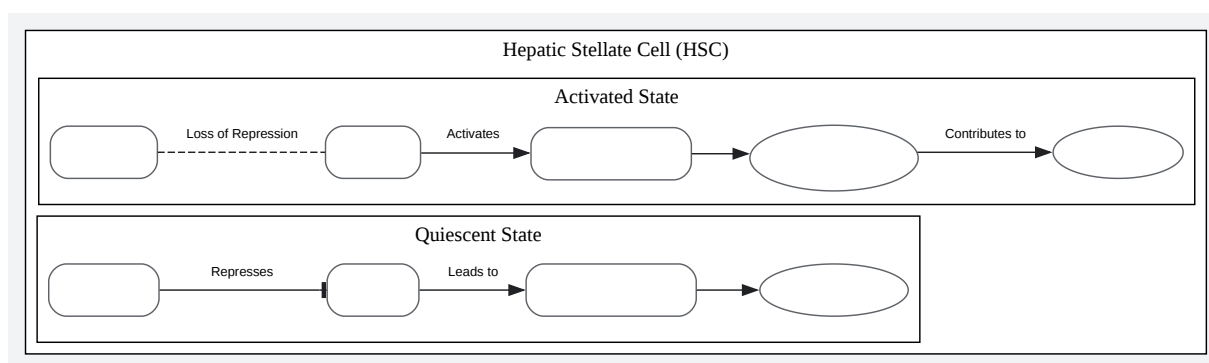 Hepatic Stellate Cell (HSC)
Activated State
Loss of Repression
Activates
Contributes to
Quiescent State
Represses
Leads to